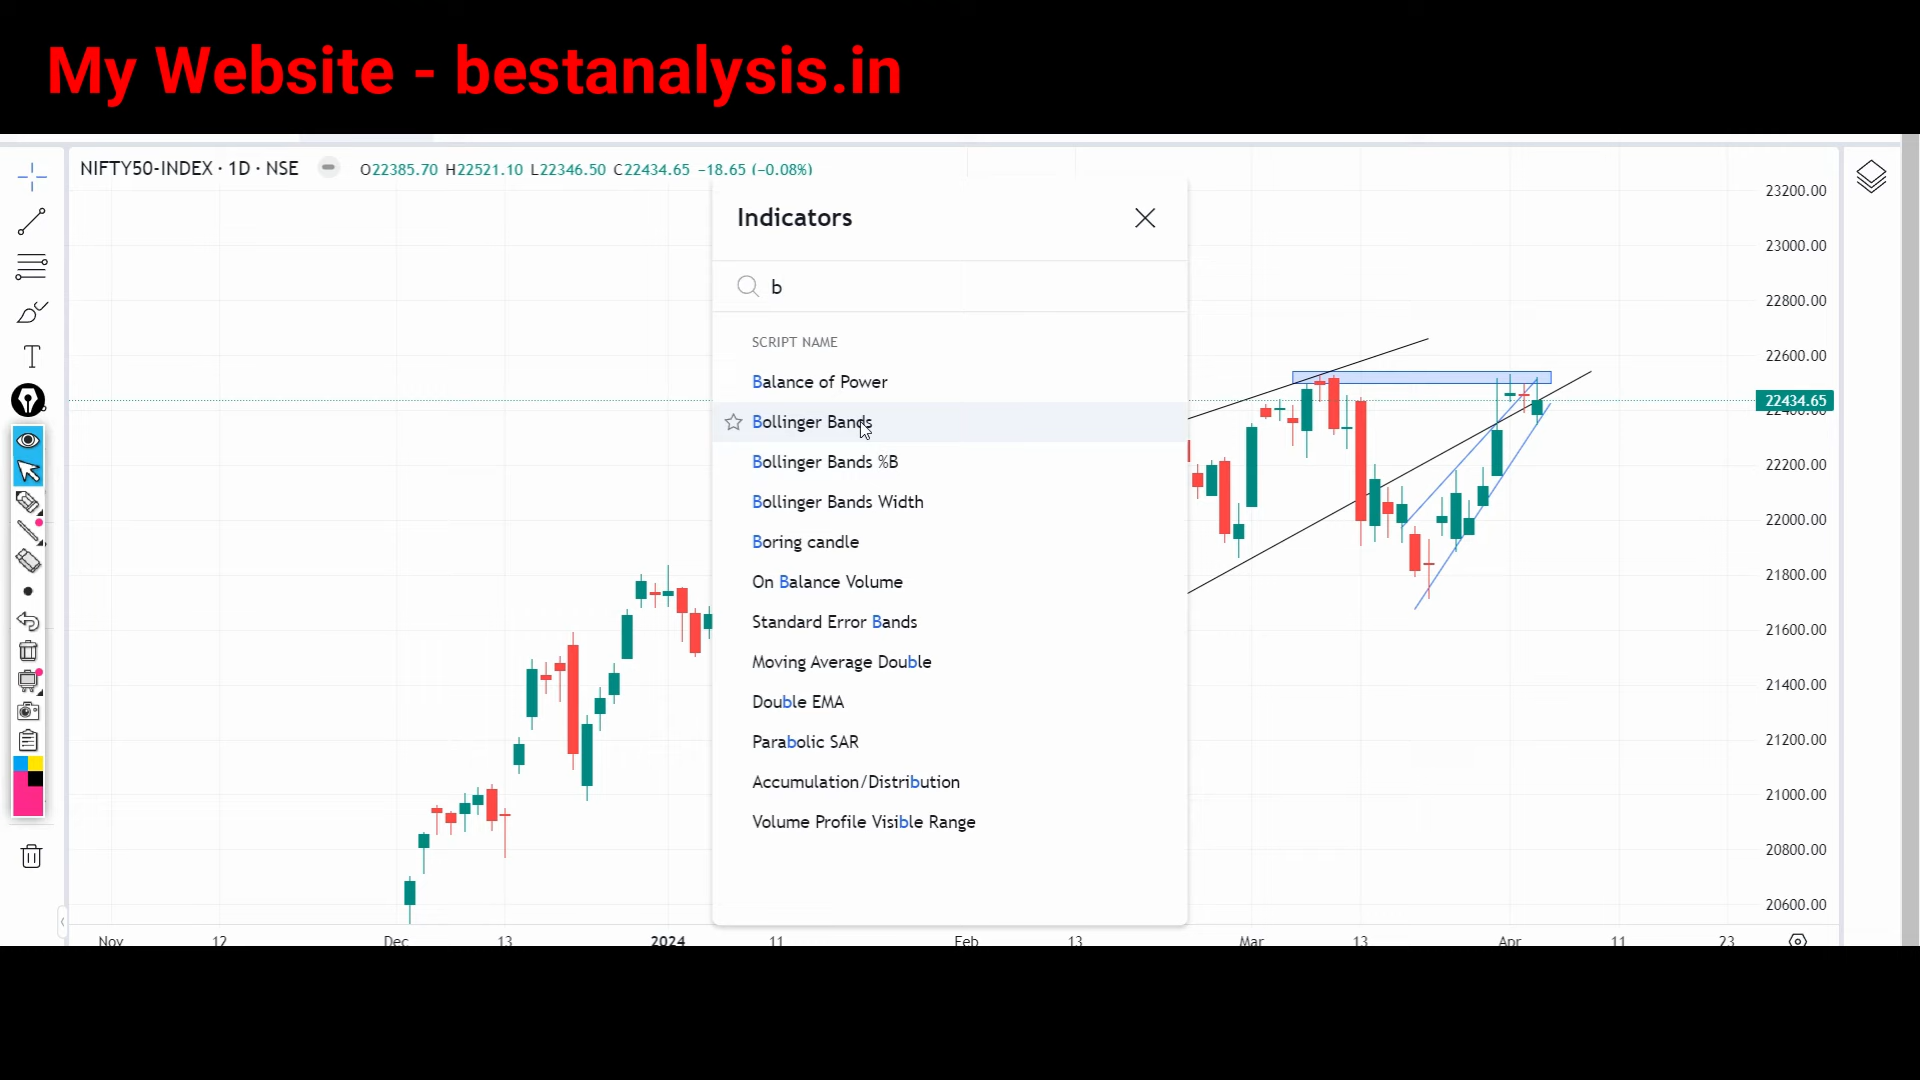 My Website - bestanalysis.in
NIFTY50-INDEX · 1D · NSE
O22385.70 H22521.10 L22346.50 C22434.65 −18.65 (−0.08%)
Indicators
b
SCRIPT NAME
Balance of Power
Bollinger Bands
Bollinger Bands %B
Bollinger Bands Width
Boring candle
On Balance Volume
Standard Error Bands
Moving Average Double
Double EMA
Parabolic SAR
Accumulation/Distribution
Volume Profile Visible Range
T
23200.00
23000.00
22800.00
22600.00
22434.65
22400.00
22200.00
22000.00
21800.00
21600.00
21400.00
21200.00
21000.00
20800.00
20600.00
Nov 12 Dec 13 2024 11 Feb 13 Mar 13 Apr 11 23